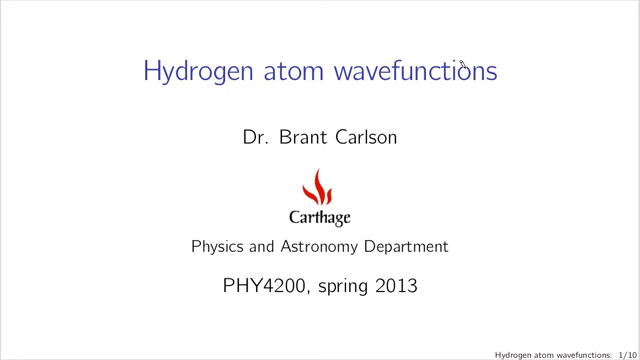 Hydrogen atom wavefunctions
Dr. Brant Carlson
Carthage
Physics and Astronomy Department
PHY4200, spring 2013
Hydrogen atom wavefunctions: 1/10